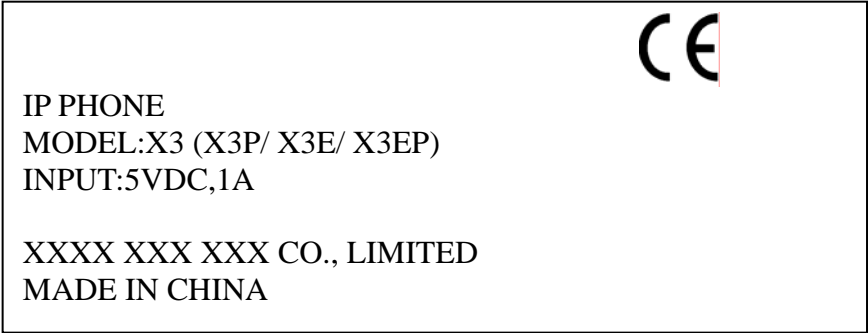 CE
IP PHONE
MODEL:X3 (X3P/ X3E/ X3EP)
INPUT:5VDC,1A
XXXX XXX XXX CO., LIMITED
MADE IN CHINA